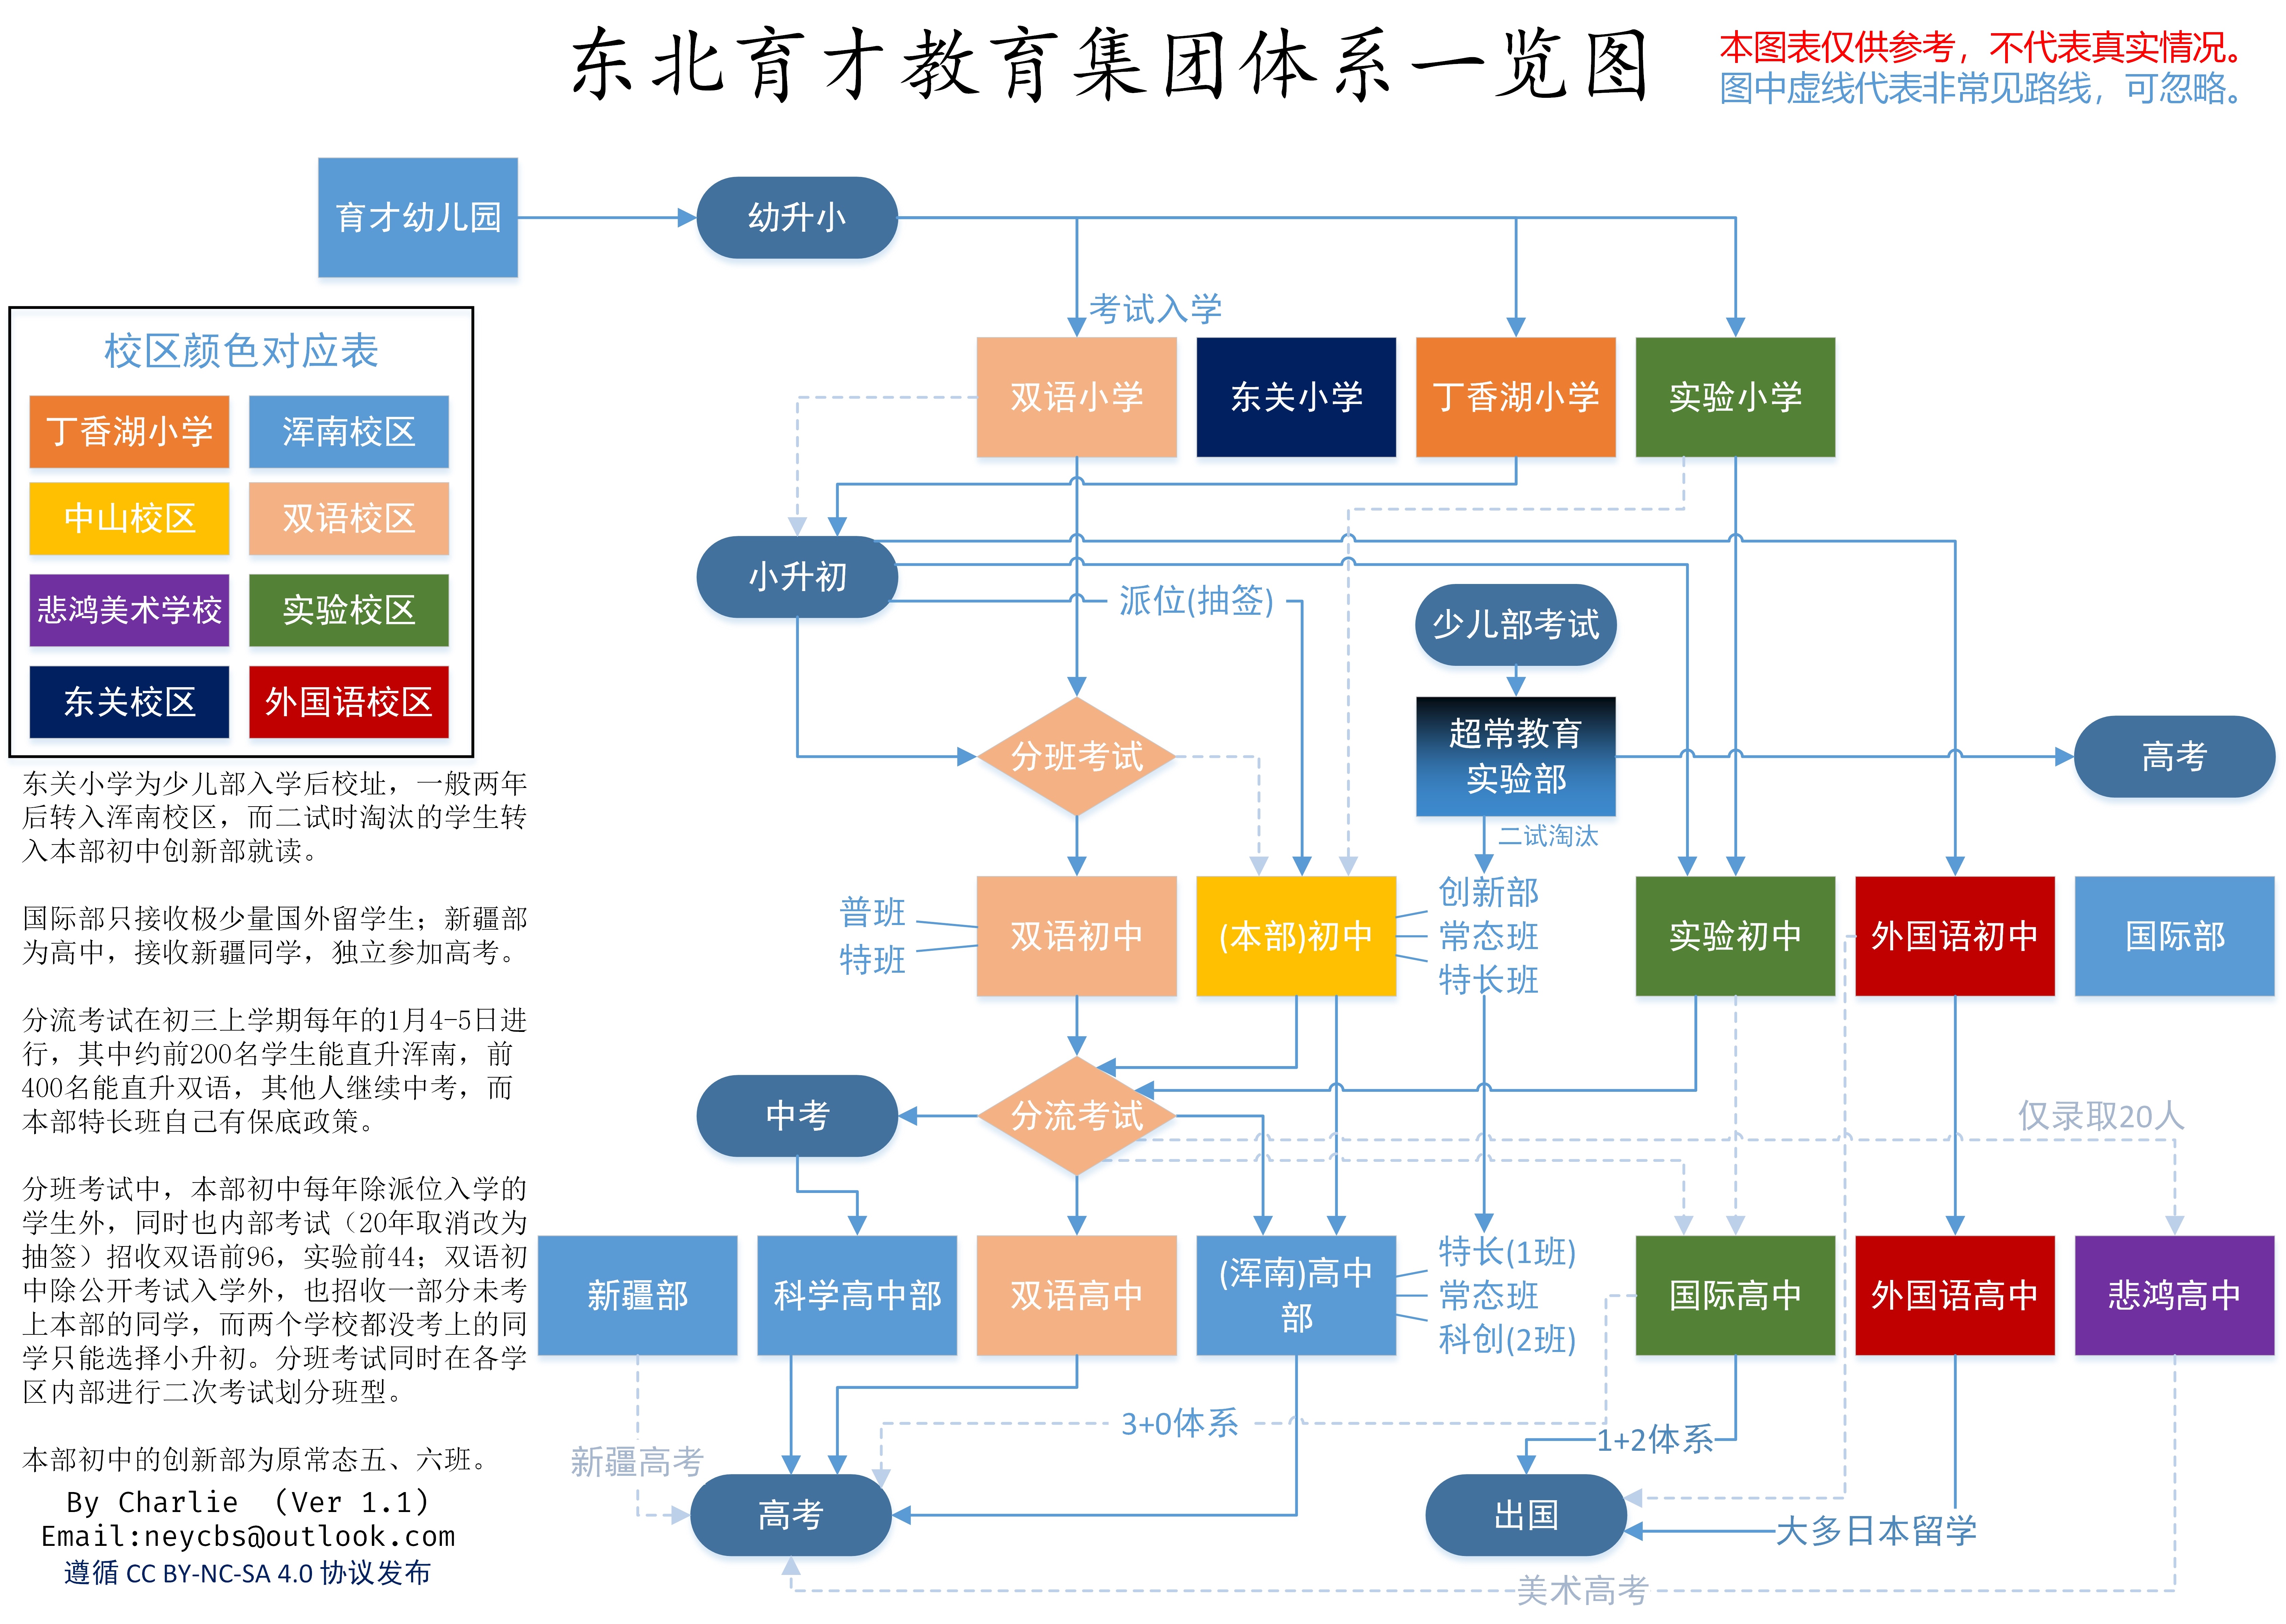 东北育才教育集团体系一览图
本图表仅供参考，不代表真实情况。
图中虚线代表非常见路线，可忽略。
育才幼儿园
幼升小
考试入学
双语小学
东关小学
丁香湖小学
实验小学
校区颜色对应表
丁香湖小学
浑南校区
中山校区
双语校区
悲鸿美术学校
实验校区
东关校区
外国语校区
小升初
派位(抽签)
少儿部考试
分班考试
超常教育
实验部
高考
二试淘汰
东关小学为少儿部入学后校址，一般两年
后转入浑南校区，而二试时淘汰的学生转
入本部初中创新部就读。
国际部只接收极少量国外留学生；新疆部
为高中，接收新疆同学，独立参加高考。
分流考试在初三上学期每年的1月4-5日进
行，其中约前200名学生能直升浑南，前
400名能直升双语，其他人继续中考，而
本部特长班自己有保底政策。
分班考试中，本部初中每年除派位入学的
学生外，同时也内部考试（20年取消改为
抽签）招收双语前96，实验前44；双语初
中除公开考试入学外，也招收一部分未考
上本部的同学，而两个学校都没考上的同
学只能选择小升初。分班考试同时在各学
区内部进行二次考试划分班型。
本部初中的创新部为原常态五、六班。
By Charlie （Ver 1.1）
Email:neycbs@outlook.com
遵循 CC BY-NC-SA 4.0 协议发布
普班
特班
双语初中
(本部)初中
创新部
常态班
特长班
实验初中
外国语初中
国际部
中考
分流考试
仅录取20人
新疆部
科学高中部
双语高中
(浑南)高中
部
特长(1班)
常态班
科创(2班)
国际高中
外国语高中
悲鸿高中
3+0体系
1+2体系
新疆高考
高考
出国
大多日本留学
美术高考